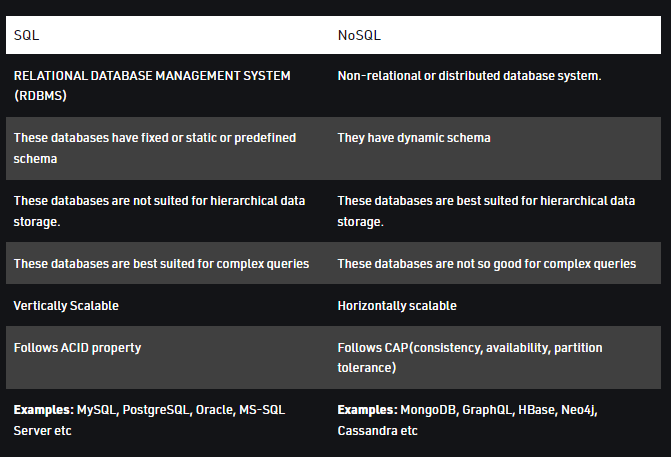 SQL NoSQL
RELATIONAL DATABASE MANAGEMENT SYSTEM
(RDBMS)
Non-relational or distributed database system.
These databases have fixed or static or predefined
schema
They have dynamic schema
These databases are not suited for hierarchical data
storage.
These databases are best suited for hierarchical data
storage.
These databases are best suited for complex queries
These databases are not so good for complex queries
Vertically Scalable
Horizontally scalable
Follows ACID property
Follows CAP(consistency, availability, partition
tolerance)
Examples: MySQL, PostgreSQL, Oracle, MS-SQL
Server etc
Examples: MongoDB, GraphQL, HBase, Neo4j,
Cassandra etc